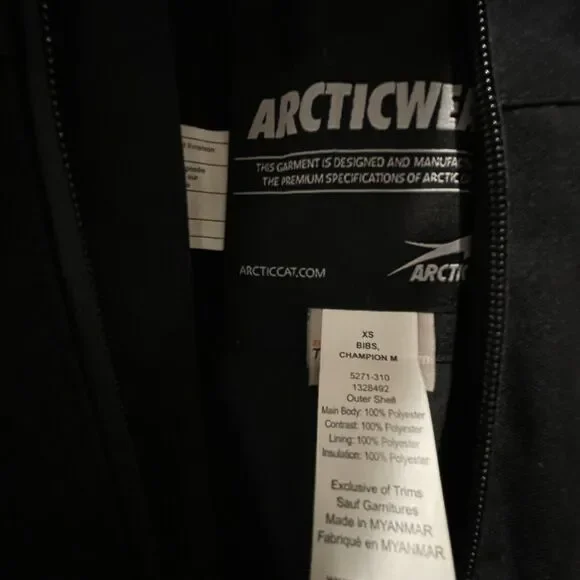 ARCTICWEA
THIS GARMENT IS DESIGNED AND MANUFAC
THE PREMIUM SPECIFICATIONS OF ARCTIC
ARCTICCAT.COM
ARCTIC
XS
BIBS,
CHAMPION M
5271-310
1328492
Outer Shell
Main Body: 100% Polyester
Contrast: 100% Polyester
Lining: 100% Polyester
Insulation: 100% Polyester
Exclusive of Trims
Sauf Garnitures
Made in MYANMAR
Fabriqué en MYANMAR